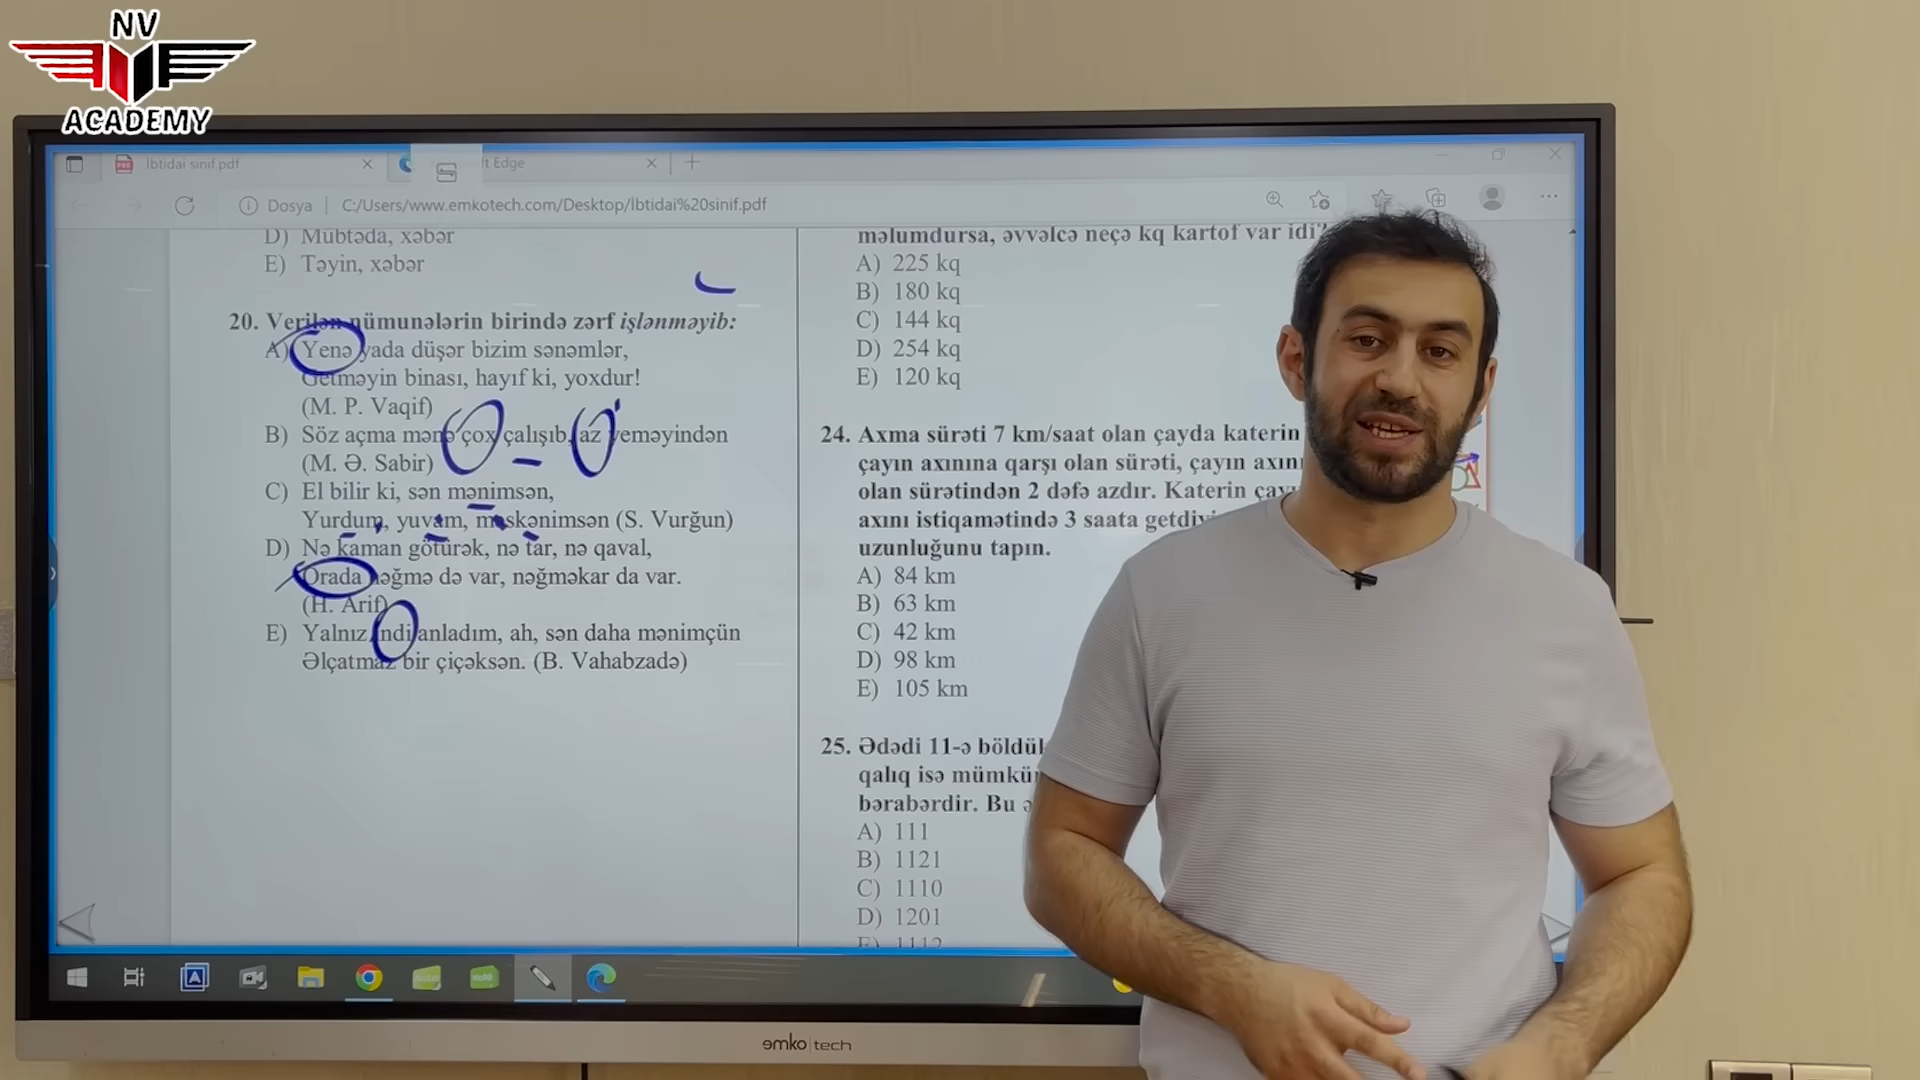 NV
ACADEMY
İbtidai sinif.pdf
t Edge
Dosya
C:/Users/www.emkotech.com/Desktop/İbtidai%20sinif.pdf
D) Mübtəda, xəbər
E) Təyin, xəbər
20. Verilən nümunələrin birində zərf işlənməyib:
A) Yenə yada düşər bizim sənəmlər,
Getməyin binası, hayıf ki, yoxdur!
(M. P. Vaqif)
B) Söz açma mənə çox çalışıb, az yeməyindən
(M. Ə. Sabir)
C) El bilir ki, sən mənimsən,
Yurdum, yuvam, məskənimsən (S. Vurğun)
D) Nə kaman götürək, nə tar, nə qaval,
Orada nəğmə də var, nəğməkar da var.
(H. Arif)
E) Yalnız indi anladım, ah, sən daha mənimçün
Əlçatmaz bir çiçəksən. (B. Vahabzadə)
məlumdursa, əvvəlcə neçə kq kartof var idi?
A) 225 kq
B) 180 kq
C) 144 kq
D) 254 kq
E) 120 kq
24. Axma sürəti 7 km/saat olan çayda katerin
çayın axınına qarşı olan sürəti, çayın axını
olan sürətindən 2 dəfə azdır. Katerin çay
axını istiqamətində 3 saata getdiyi
uzunluğunu tapın.
A) 84 km
B) 63 km
C) 42 km
D) 98 km
E) 105 km
25. Ədədi 11-ə böldük
qalıq isə mümkün
bərabərdir. Bu ə
A) 111
B) 1121
C) 1110
D) 1201
E) 1112
emko tech